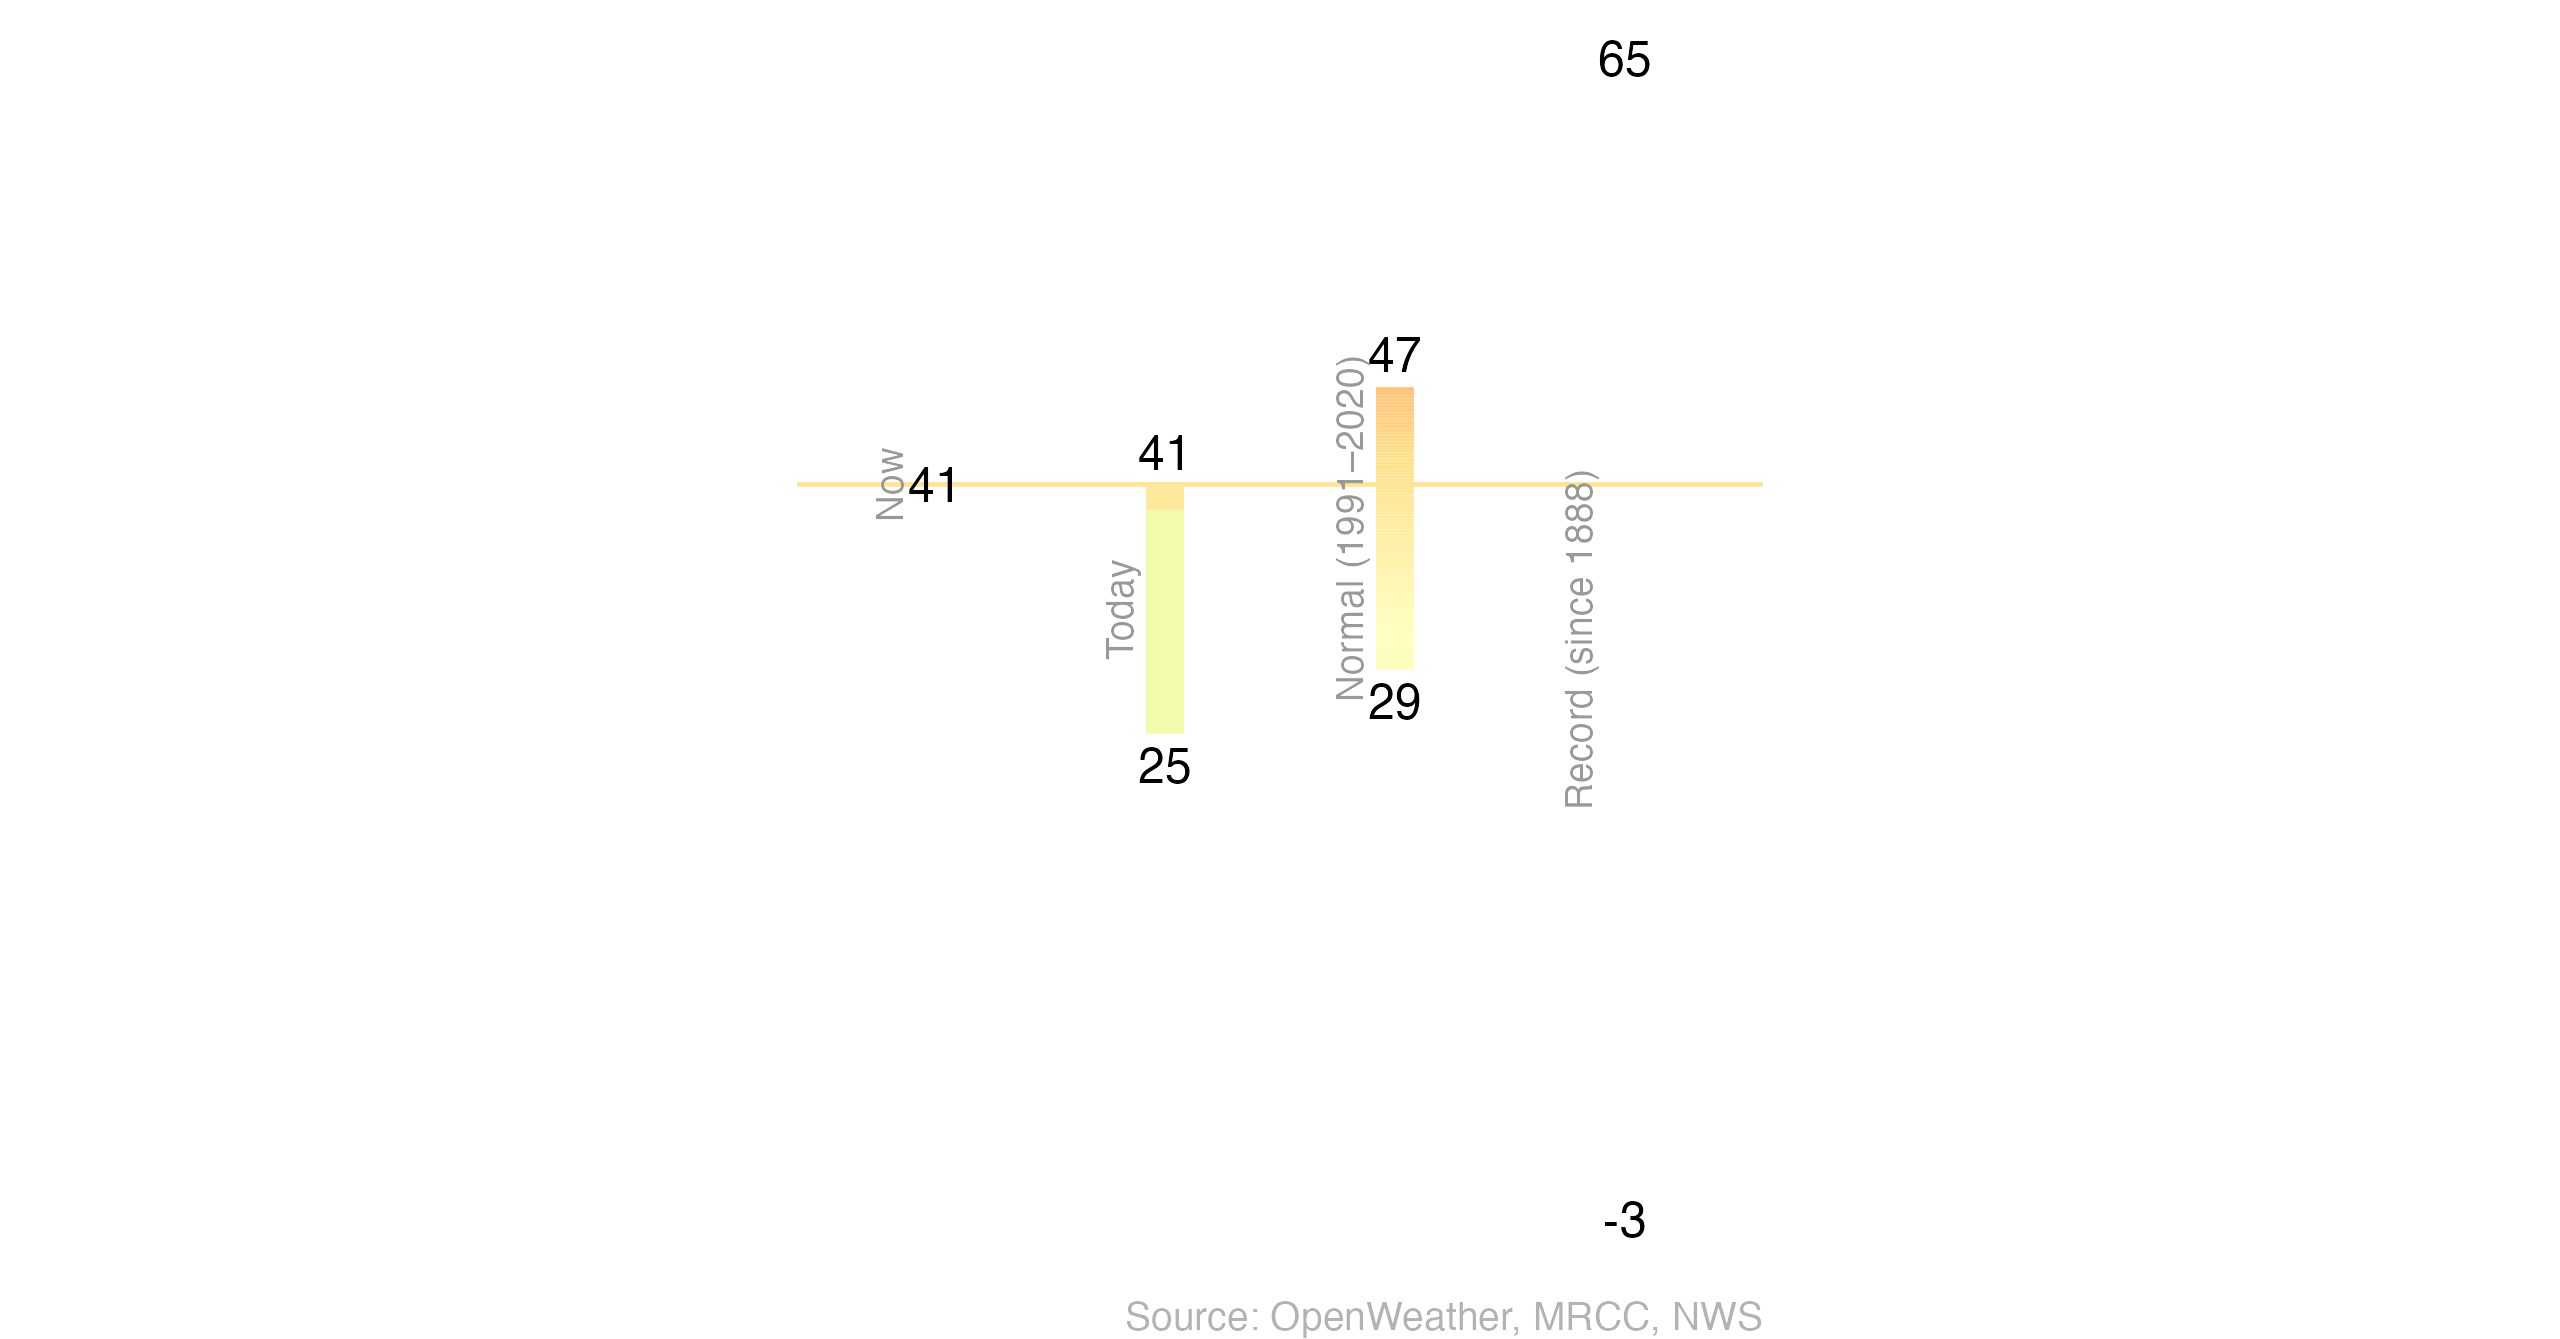 65
47
Normal (1991–2020)
41
Now
41
Record (since 1888)
Today
29
25
-3
Source: OpenWeather, MRCC, NWS